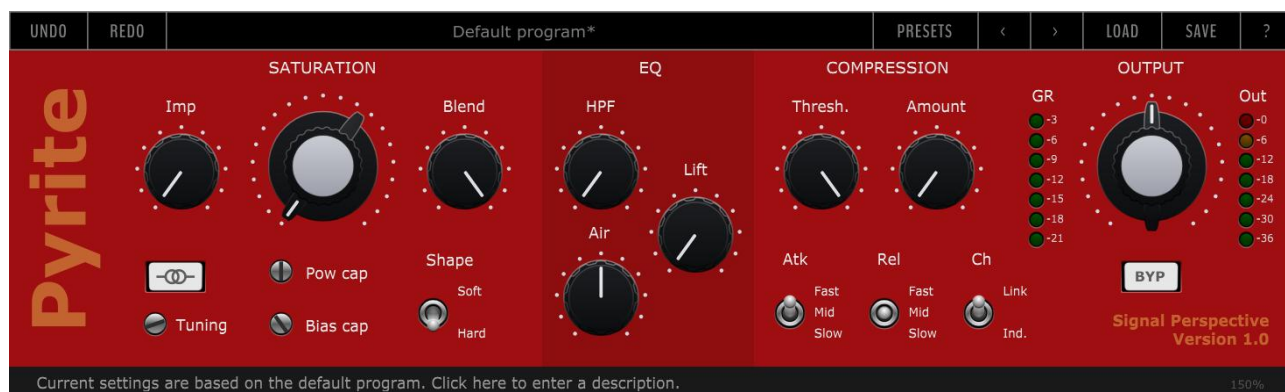 UNDO REDO Default program* PRESETS < > LOAD SAVE ?
Pyrite
SATURATION
Imp Blend
Pow cap
Tuning Bias cap
Shape
Soft
Hard
EQ
HPF
Lift
Air
COMPRESSION
Thresh. Amount
GR
-3
-6
-9
-12
-15
-18
-21
Atk
Fast
Mid
Slow
Rel
Fast
Mid
Slow
Ch
Link
Ind.
OUTPUT
Out
-0
-6
-12
-18
-24
-30
-36
BYP
Signal Perspective
Version 1.0
Current settings are based on the default program. Click here to enter a description.
150%